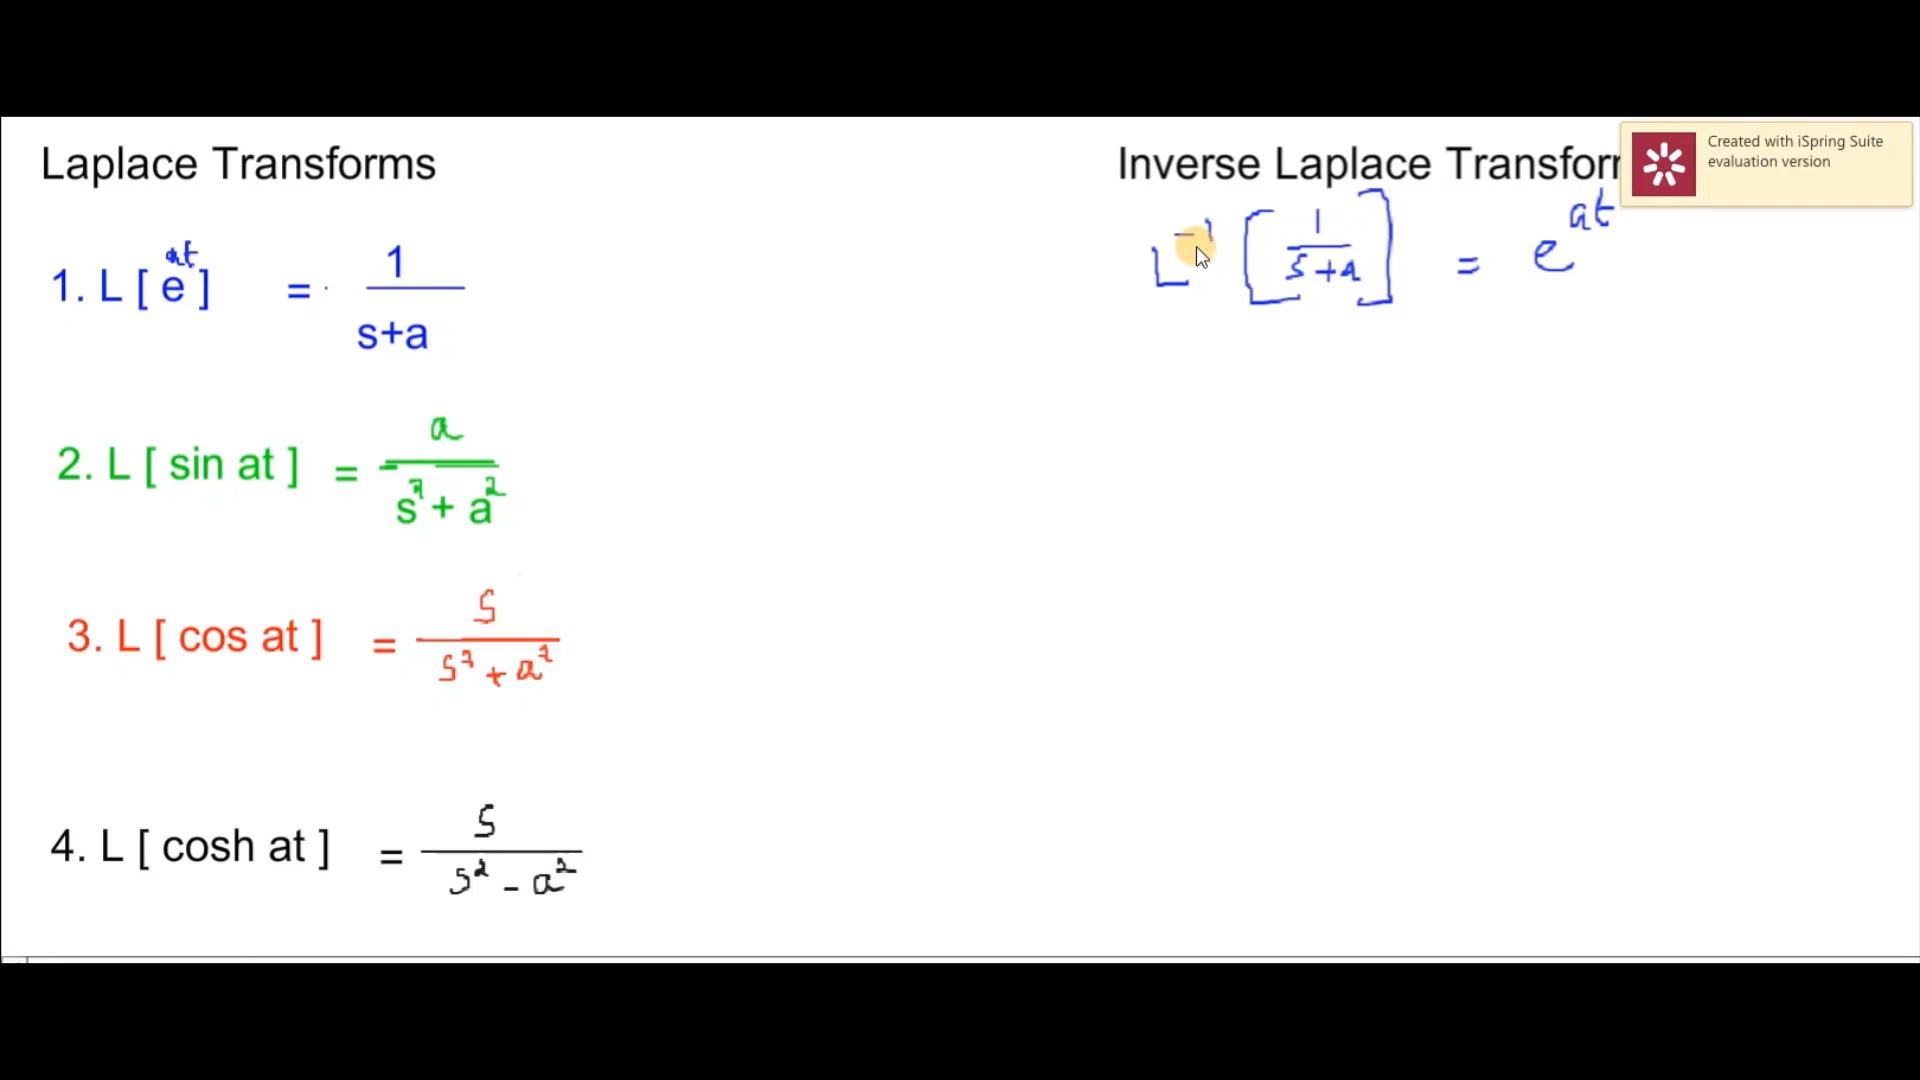 Laplace Transforms
Inverse Laplace Transfor
Created with iSpring Suite
evaluation version
1. L [ e^at ] = 1/(s+a)
L^-1 [ 1/(s+a) ] = e^at
2. L [ sin at ] = a/(s² + a²)
3. L [ cos at ] = s/(s² + a²)
4. L [ cosh at ] = s/(s² - a²)